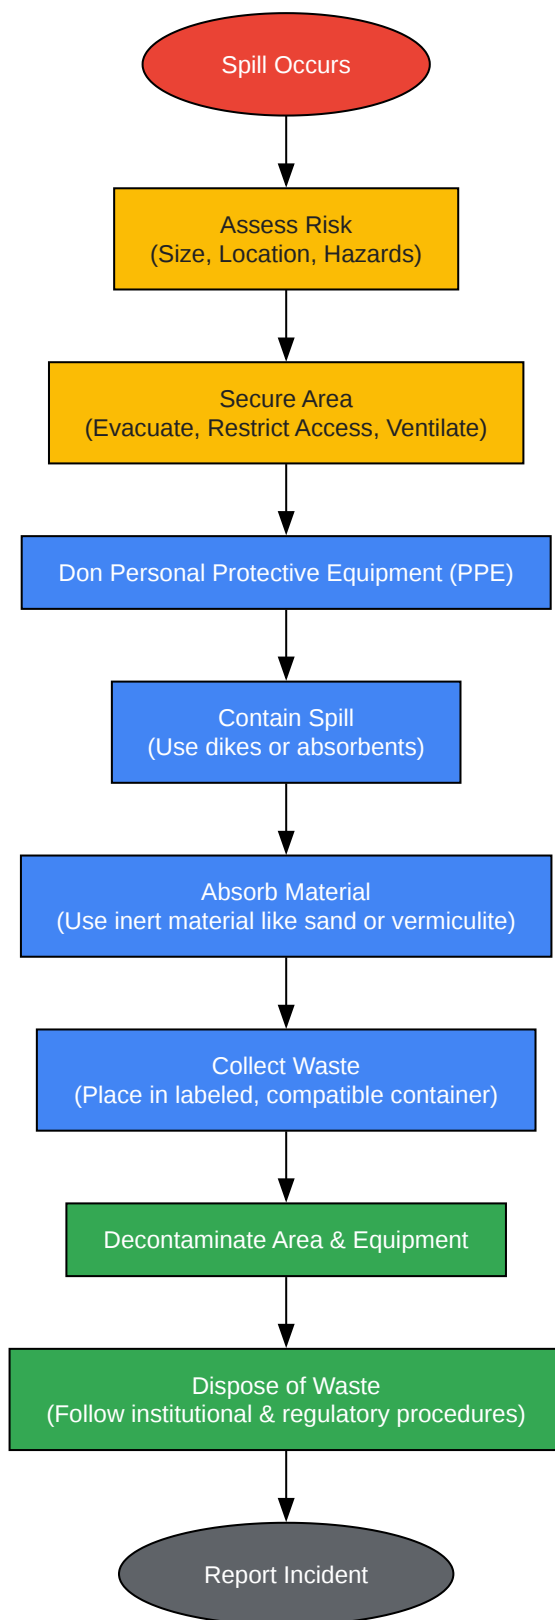 Spill Occurs
Assess Risk
(Size, Location, Hazards)
Secure Area
(Evacuate, Restrict Access, Ventilate)
Don Personal Protective Equipment (PPE)
Contain Spill
(Use dikes or absorbents)
Absorb Material
(Use inert material like sand or vermiculite)
Collect Waste
(Place in labeled, compatible container)
Decontaminate Area & Equipment
Dispose of Waste
(Follow institutional & regulatory procedures)
Report Incident